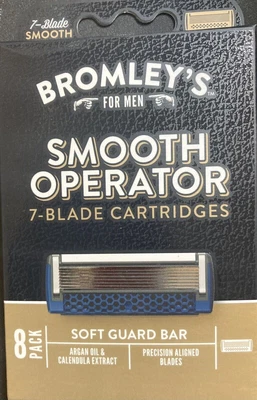 7-Blade
SMOOTH
BROMLEY'S
FOR MEN
SMOOTH
OPERATOR
7-BLADE CARTRIDGES
8 PACK
SOFT GUARD BAR
ARGAN OIL &
CALENDULA EXTRACT
PRECISION ALIGNED
BLADES